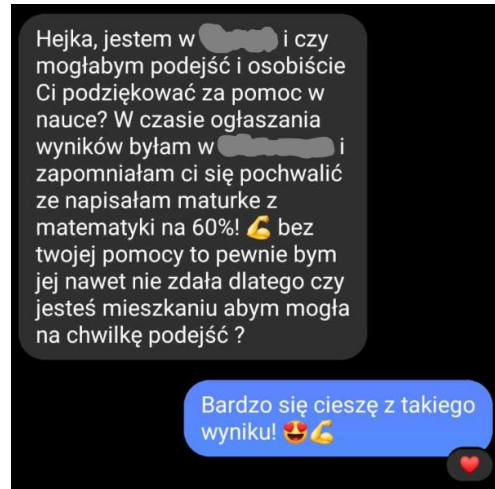 Hejka, jestem w i czy
mogłabym podejść i osobiście
Ci podziękować za pomoc w
nauce? W czasie ogłaszania
wyników byłam w i
zapomniałam ci się pochwalić
ze napisałam maturke z
matematyki na 60%! 💪 bez
twojej pomocy to pewnie bym
jej nawet nie zdała dlatego czy
jesteś mieszkaniu abym mogła
na chwilkę podejść ?
Bardzo się cieszę z takiego
wyniku! 😍💪